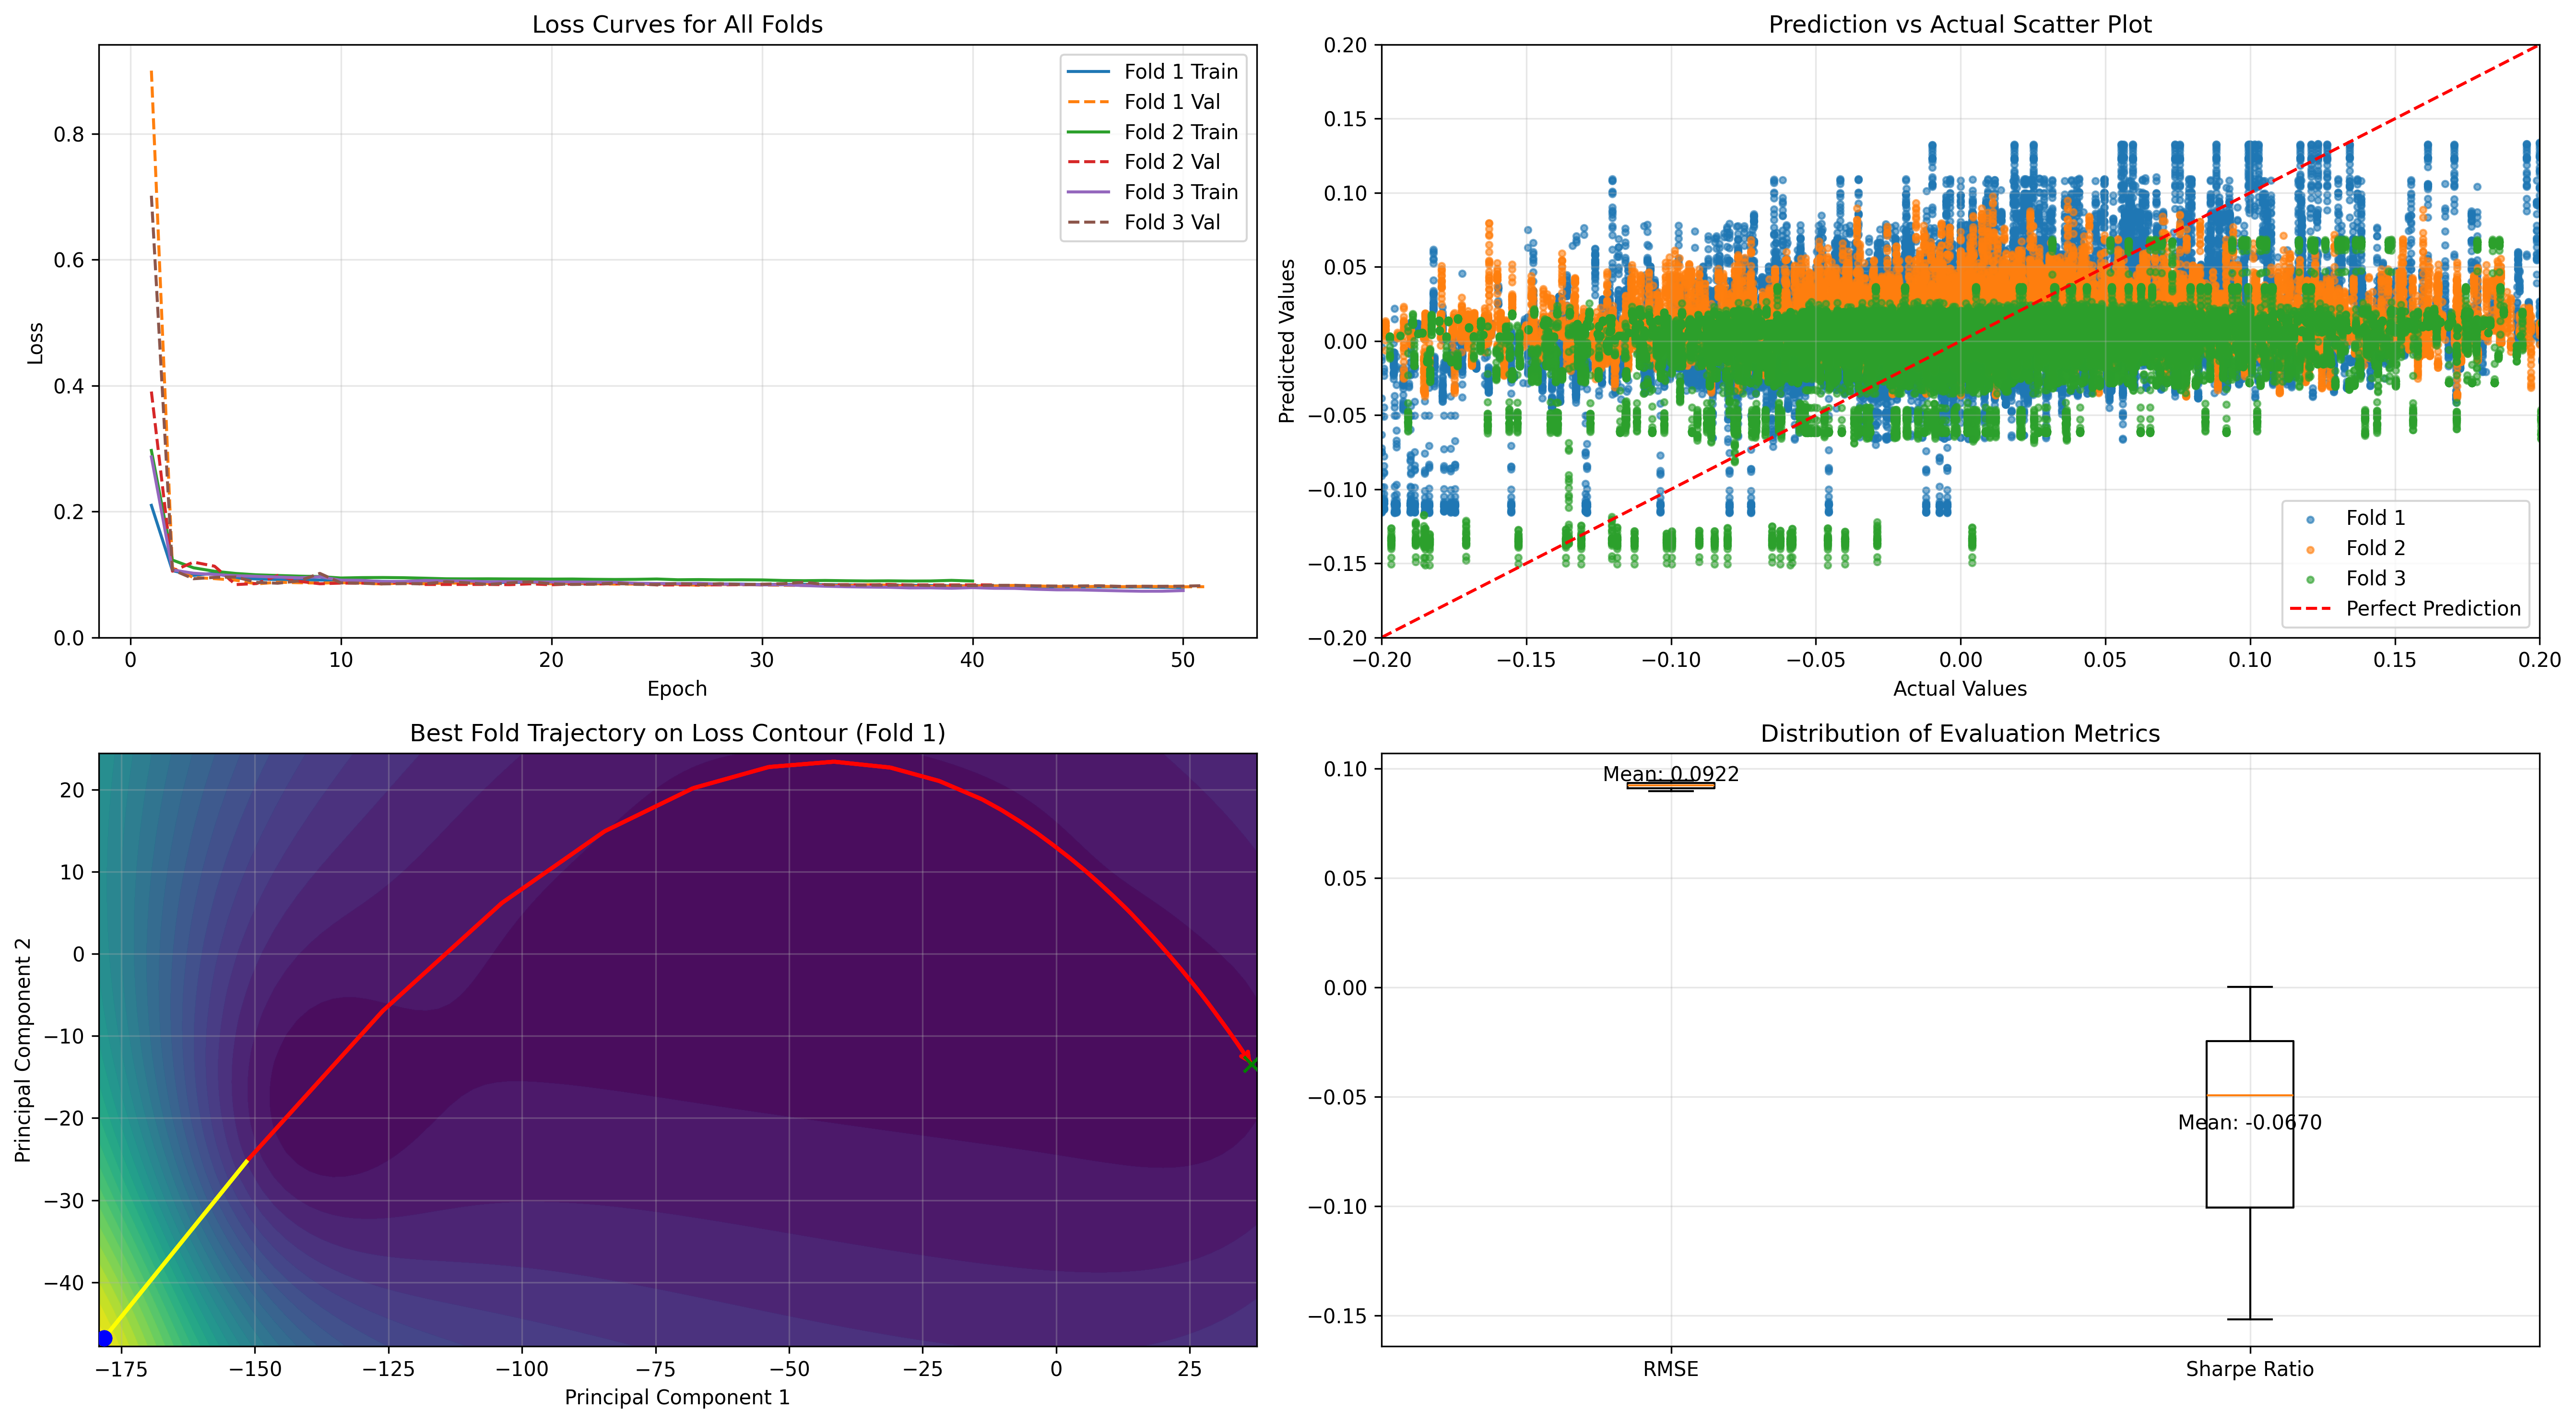 Loss Curves for All Folds
Loss
0.8
0.6
0.4
0.2
0.0
0 10 20 30 40 50
Epoch
Fold 1 Train
Fold 1 Val
Fold 2 Train
Fold 2 Val
Fold 3 Train
Fold 3 Val
Prediction vs Actual Scatter Plot
Predicted Values
0.20
0.15
0.10
0.05
0.00
−0.05
−0.10
−0.15
−0.20
−0.20 −0.15 −0.10 −0.05 0.00 0.05 0.10 0.15 0.20
Actual Values
Fold 1
Fold 2
Fold 3
Perfect Prediction
Best Fold Trajectory on Loss Contour (Fold 1)
Principal Component 2
20
10
0
−10
−20
−30
−40
−175 −150 −125 −100 −75 −50 −25 0 25
Principal Component 1
Distribution of Evaluation Metrics
0.10
0.05
0.00
−0.05
−0.10
−0.15
Mean: 0.0922
Mean: -0.0670
RMSE Sharpe Ratio